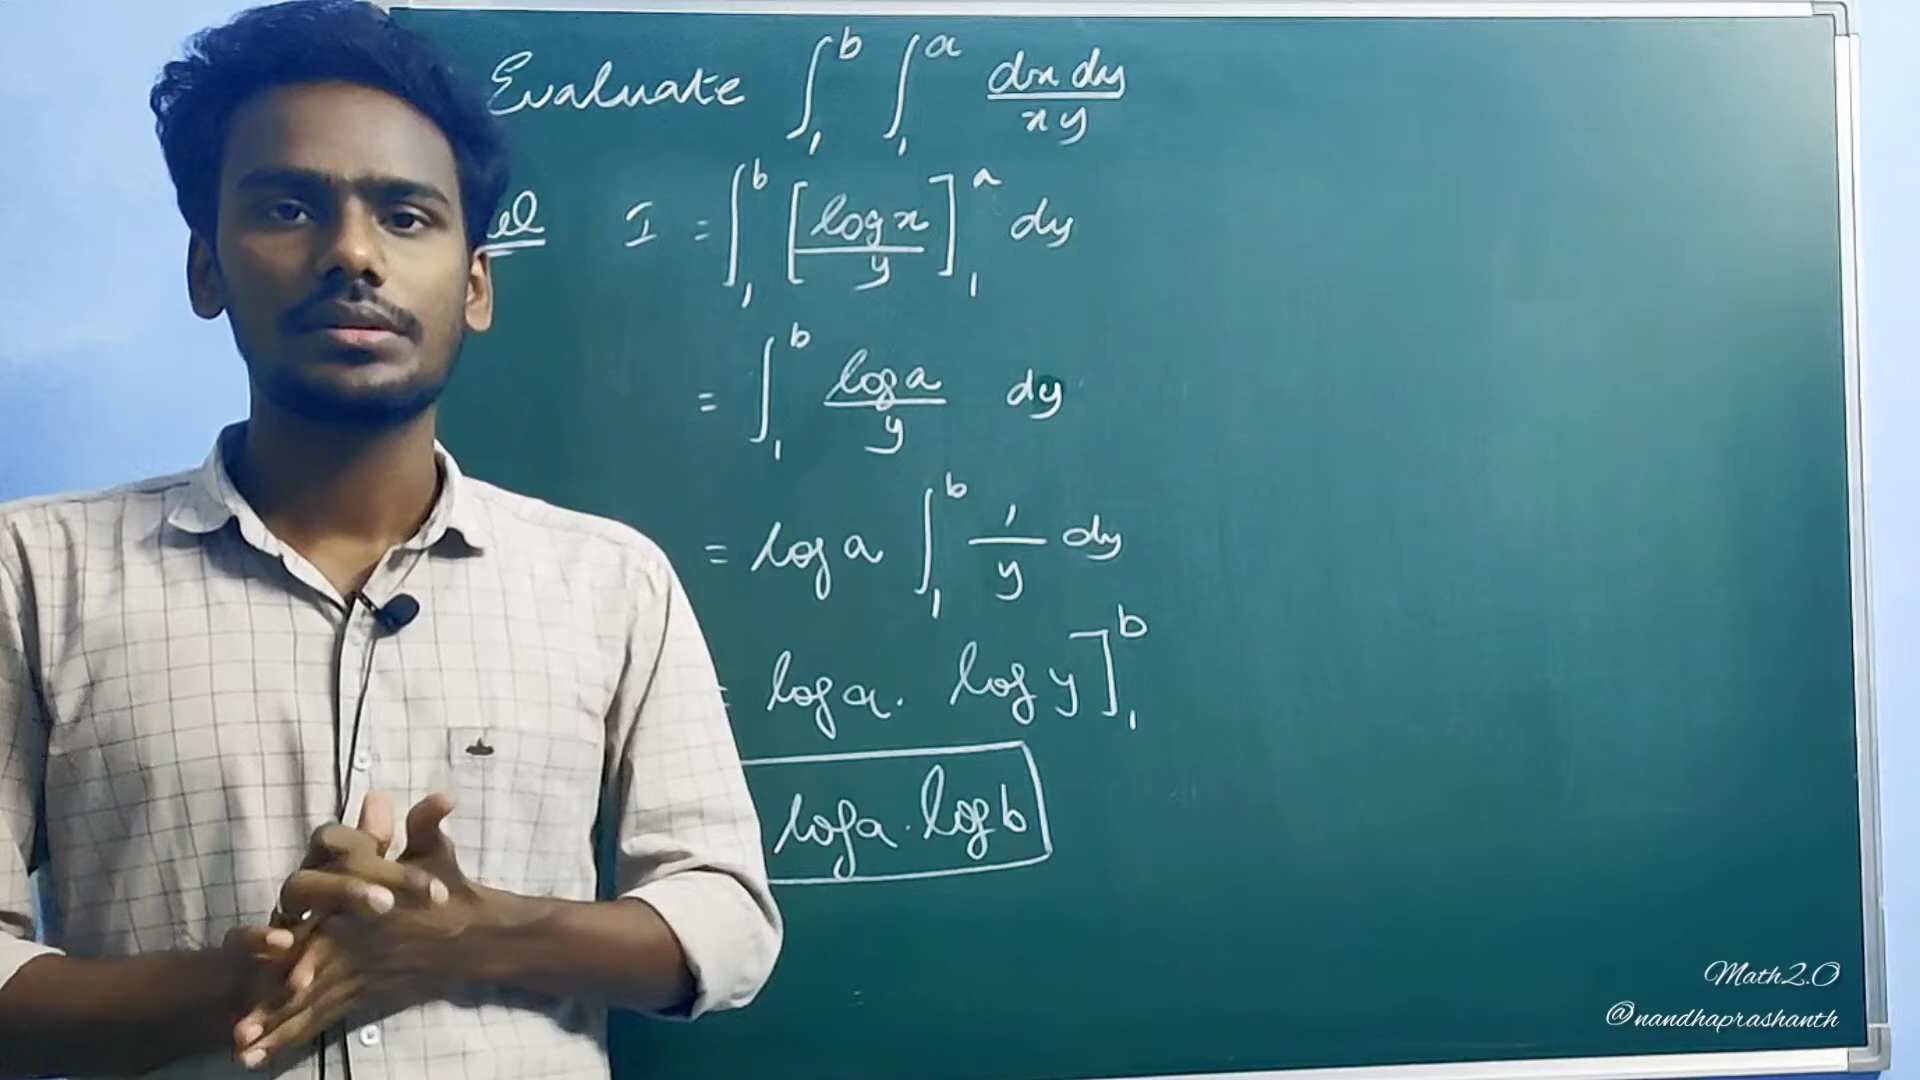 Evaluate ∫₁ᵇ ∫₁ᵃ dx dy / xy
I = ∫₁ᵇ [log x / y]₁ᵃ dy
= ∫₁ᵇ log a / y dy
= log a ∫₁ᵇ 1/y dy
= log a . log y]₁ᵇ
log a . log b
Math2.0
@nandhaprashanth